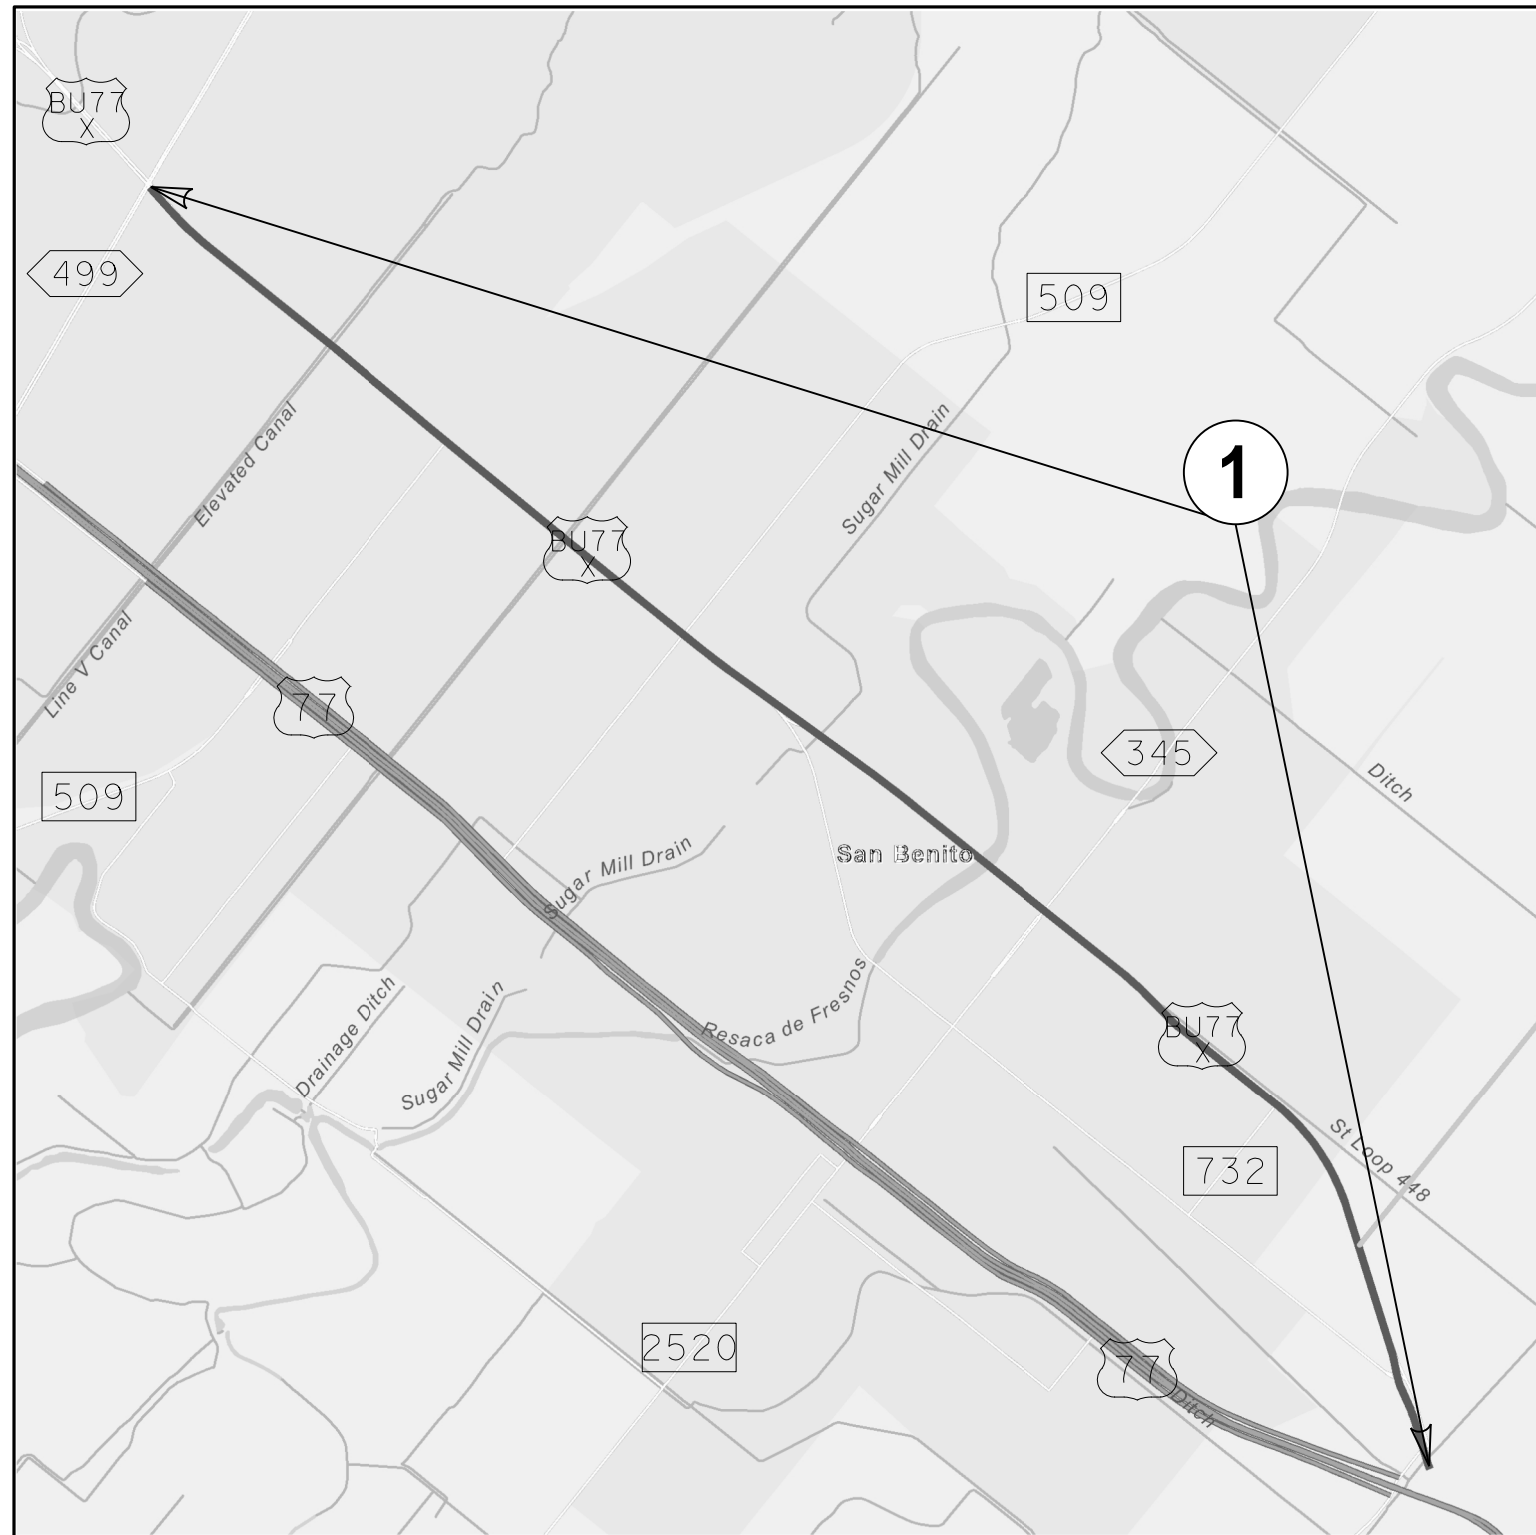 BU77
X
499
509
1
Sugar Mill Drain
Elevated Canal
BU77
X
Line V Canal
77
345
509
Ditch
San Benito
Sugar Mill Drain
Resaca de Fresnos
Drainage Ditch
Sugar Mill Drain
BU77
X
St Loop 448
732
2520
77
Ditch